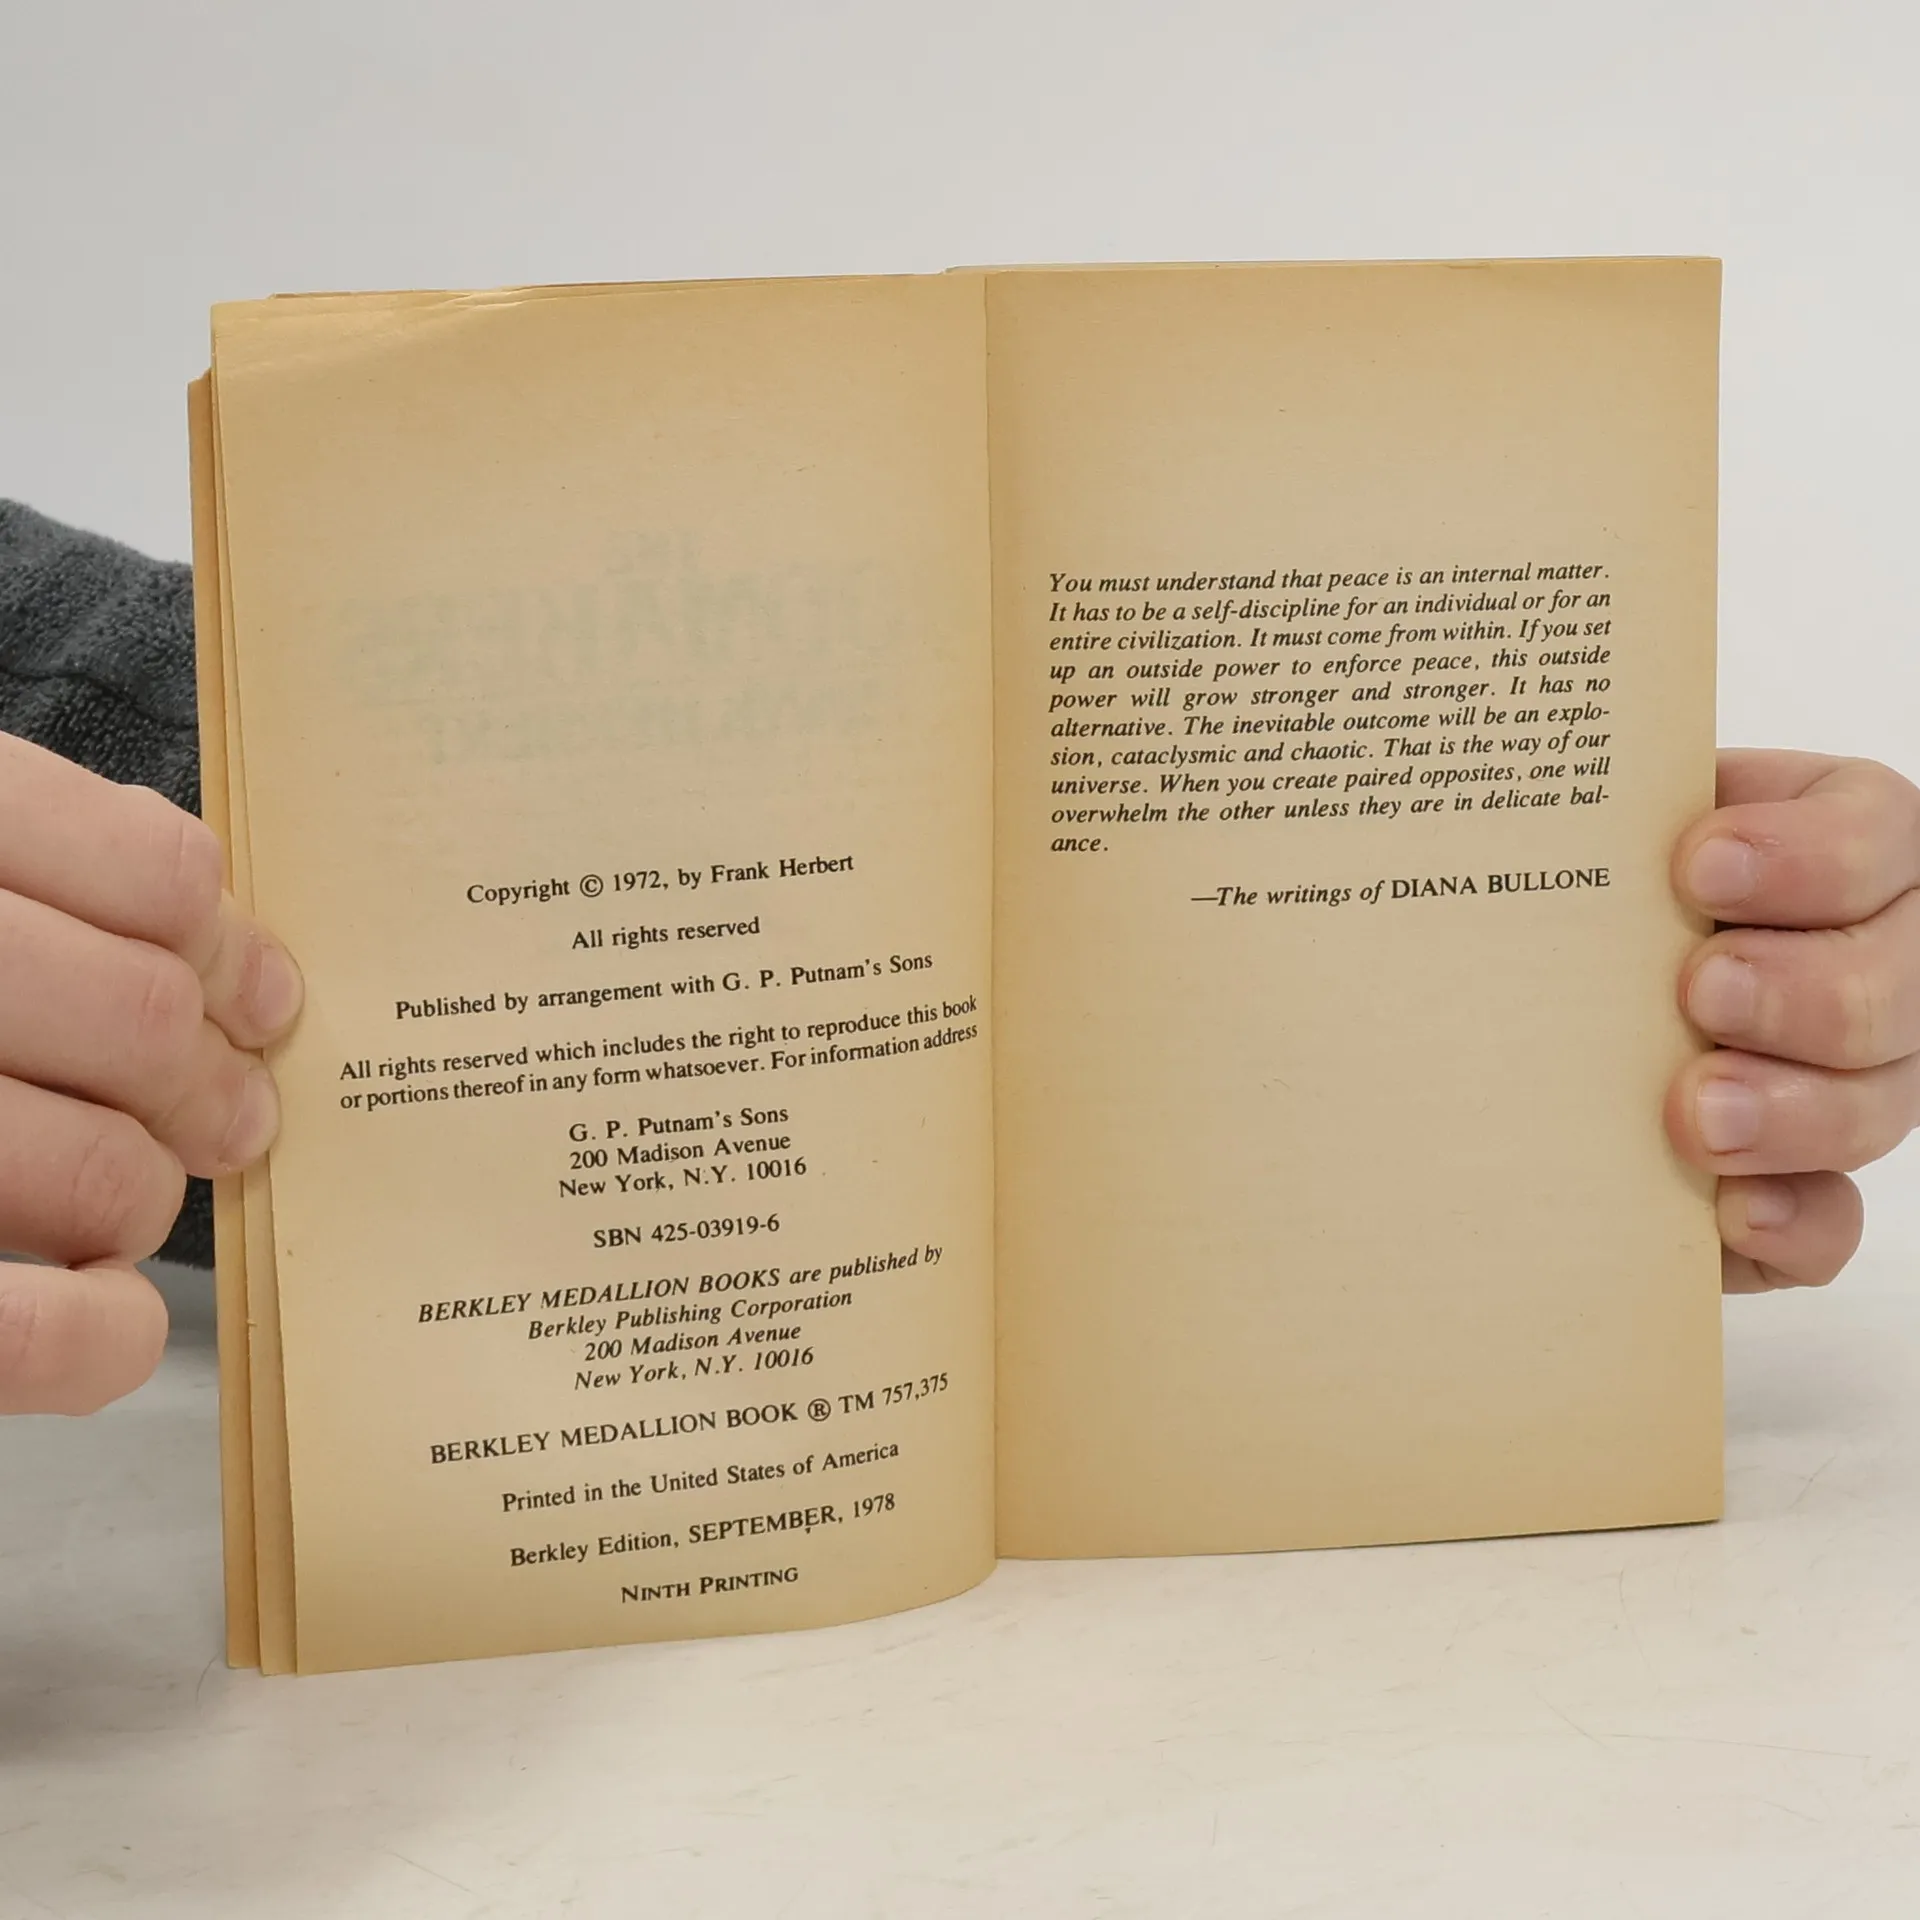 Copyright © 1972, by Frank Herbert
All rights reserved
Published by arrangement with G. P. Putnam's Sons
All rights reserved which includes the right to reproduce this book
or portions thereof in any form whatsoever. For information address
G. P. Putnam's Sons
200 Madison Avenue
New York, N.Y. 10016
SBN 425-03919-6
BERKLEY MEDALLION BOOKS are published by
Berkley Publishing Corporation
200 Madison Avenue
New York, N.Y. 10016
BERKLEY MEDALLION BOOK ® TM 757,375
Printed in the United States of America
Berkley Edition, SEPTEMBER, 1978
NINTH PRINTING
You must understand that peace is an internal matter.
It has to be a self-discipline for an individual or for an
entire civilization. It must come from within. If you set
up an outside power to enforce peace, this outside
power will grow stronger and stronger. It has no
alternative. The inevitable outcome will be an explo-
sion, cataclysmic and chaotic. That is the way of our
universe. When you create paired opposites, one will
overwhelm the other unless they are in delicate bal-
ance.
—The writings of DIANA BULLONE